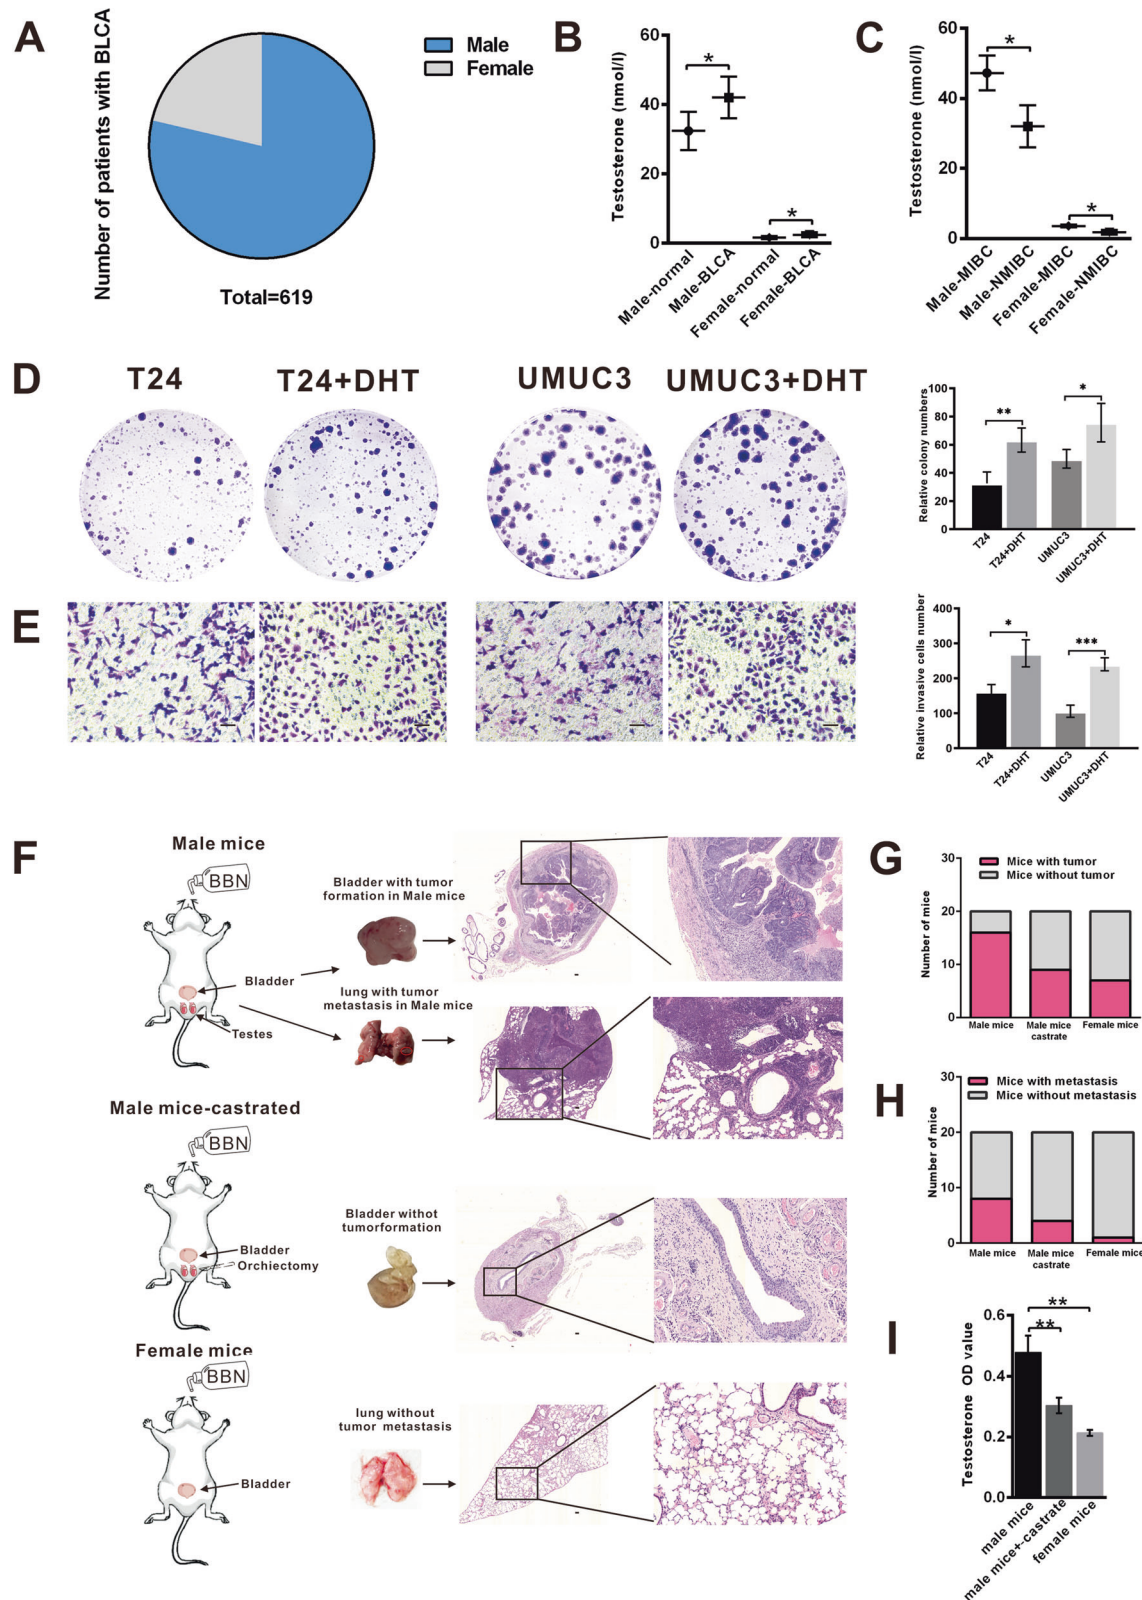 A
Number of patients with BLCA
Male
Female
Total=619
B
Testosterone (nmol/l)
60
40
20
0
*
*
Male-normal
Male-BLCA
Female-normal
Female-BLCA
C
Testosterone (nmol/l)
60
40
20
0
*
*
Male-MIBC
Male-NMIBC
Female-MIBC
Female-NMIBC
D
T24
T24+DHT
UMUC3
UMUC3+DHT
Relative colony numbers
100
80
60
40
20
0
**
*
T24
T24+DHT
UMUC3
UMUC3+DHT
E
Relative invasive cells number
400
300
200
100
0
*
***
T24
T24+DHT
UMUC3
UMUC3+DHT
F
Male mice
BBN
Bladder
Testes
Bladder with tumor
formation in Male mice
lung with tumor
metastasis in Male mice
Male mice-castrated
BBN
Bladder
Orchiectomy
Bladder withot
tumorformation
Female mice
BBN
Bladder
lung without
tumor metastasis
G
Mice with tumor
Mice without tumor
Number of mice
30
20
10
0
Male mice
Male mice
castrate
Female mice
H
Mice with metastasis
Mice without metastasis
Number of mice
30
20
10
0
Male mice
Male mice
castrate
Female mice
I
Testosterone OD value
0.6
0.4
0.2
0.0
**
**
male mice
male mice+-castrate
female mice